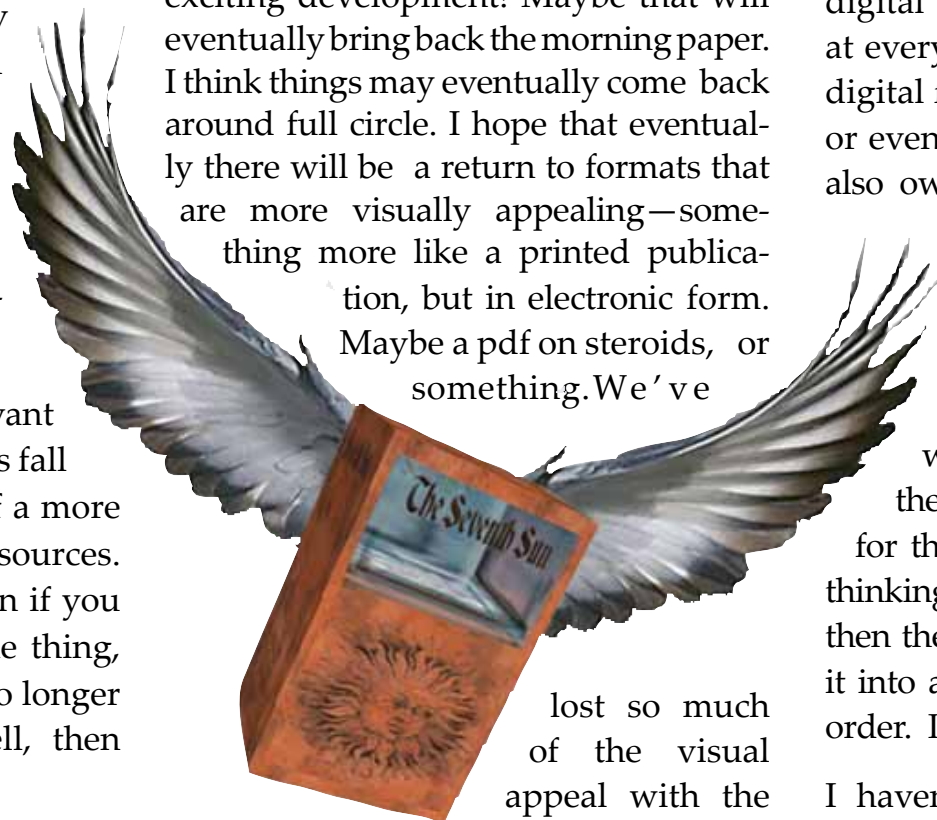 vant
s fall
f a more
sources.
n if you
e thing,
o longer
ell, then
exciting development! Maybe that will
eventually bring back the morning paper.
I think things may eventually come back
around full circle. I hope that eventual-
ly there will be a return to formats that
are more visually appealing—some-
thing more like a printed publica-
tion, but in electronic form.
Maybe a pdf on steroids, or
something. We've
The Seventh Sun
lost so much
of the visual
appeal with the
digital
at every
digital
or even
also ow
w
the
for th
thinking
then the
it into a
order. I
I haven